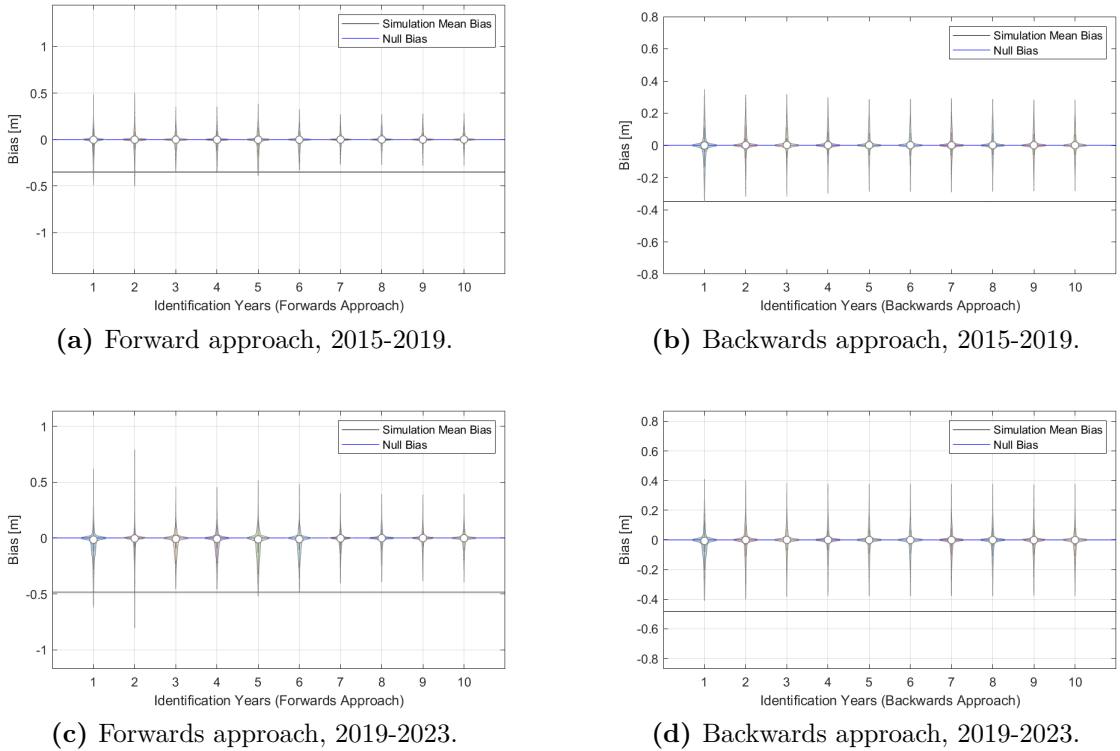 Simulation Mean Bias
Null Bias
1
0.5
0
-0.5
-1
Bias [m]
1 2 3 4 5 6 7 8 9 10
Identification Years (Forwards Approach)
(a) Forward approach, 2015-2019.
Simulation Mean Bias
Null Bias
0.8
0.6
0.4
0.2
0
-0.2
-0.4
-0.6
-0.8
Bias [m]
1 2 3 4 5 6 7 8 9 10
Identification Years (Backwards Approach)
(b) Backwards approach, 2015-2019.
Simulation Mean Bias
Null Bias
1
0.5
0
-0.5
-1
Bias [m]
1 2 3 4 5 6 7 8 9 10
Identification Years (Forwards Approach)
(c) Forwards approach, 2019-2023.
Simulation Mean Bias
Null Bias
0.8
0.6
0.4
0.2
0
-0.2
-0.4
-0.6
-0.8
Bias [m]
1 2 3 4 5 6 7 8 9 10
Identification Years (Backwards Approach)
(d) Backwards approach, 2019-2023.